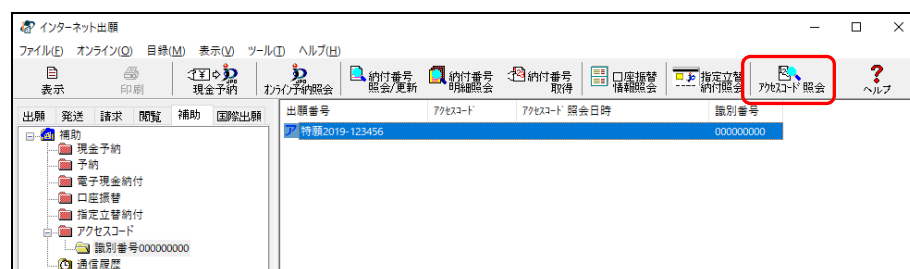 インターネット出願
ファイル(F) オンライン(O) 目録(M) 表示(V) ツール(T) ヘルプ(H)
表示 印刷 現金予納 オンライン予納照会 納付番号照会/更新 納付番号明細照会 納付番号取得 口座振替情報照会 指定立替納付照会 アクセスコード照会 ヘルプ
出願 発送 請求 閲覧 補助 国際出願
出願番号 アクセスコード アクセスコード 照会日時 識別番号
特願2019-123456 000000000
補助
現金予納
予納
電子現金納付
口座振替
指定立替納付
アクセスコード
識別番号000000000
通信履歴